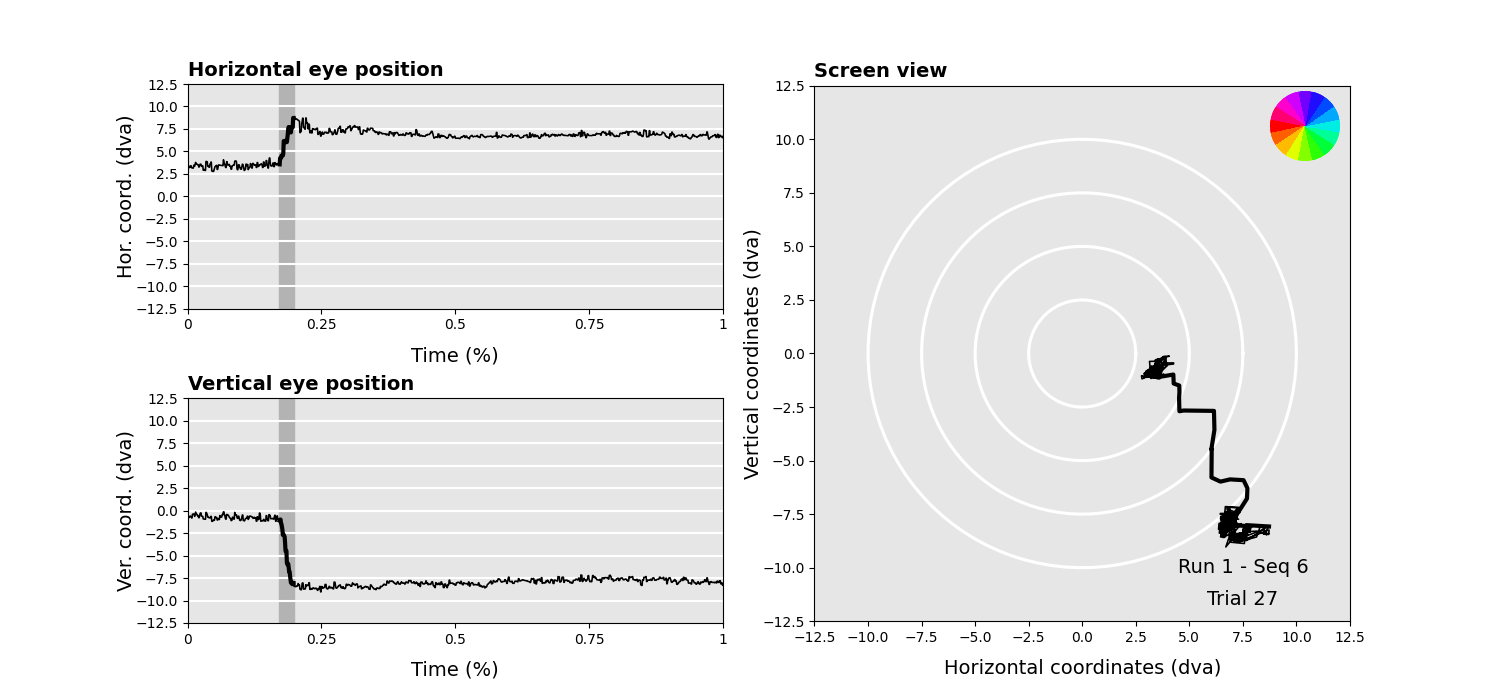 Horizontal eye position
Hor. coord. (dva)
12.5
10.0
7.5
5.0
2.5
0.0
−2.5
−5.0
−7.5
−10.0
−12.5
0 0.25 0.5 0.75 1
Time (%)
Vertical eye position
Ver. coord. (dva)
12.5
10.0
7.5
5.0
2.5
0.0
−2.5
−5.0
−7.5
−10.0
−12.5
0 0.25 0.5 0.75 1
Time (%)
Screen view
Vertical coordinates (dva)
12.5
10.0
7.5
5.0
2.5
0.0
−2.5
−5.0
−7.5
−10.0
−12.5
Run 1 - Seq 6
Trial 27
−12.5 −10.0 −7.5 −5.0 −2.5 0.0 2.5 5.0 7.5 10.0 12.5
Horizontal coordinates (dva)